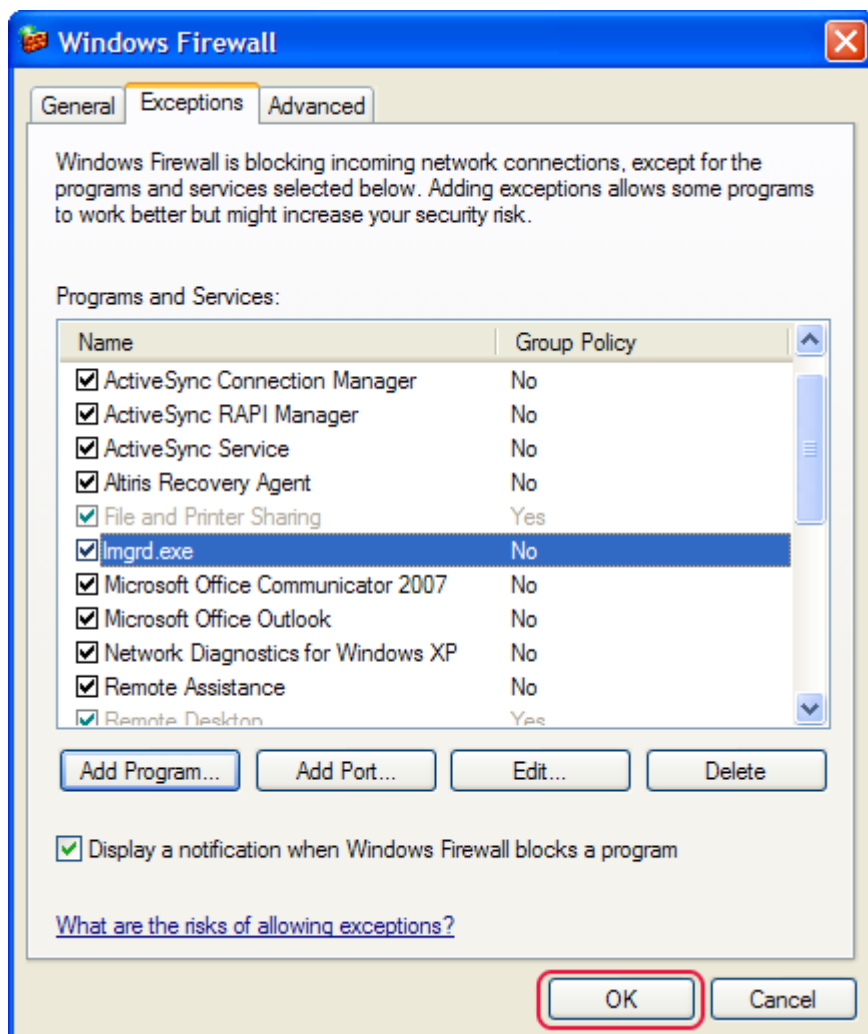 Windows Firewall
General Exceptions Advanced
Windows Firewall is blocking incoming network connections, except for the
programs and services selected below. Adding exceptions allows some programs
to work better but might increase your security risk.
Programs and Services:
Name Group Policy
ActiveSync Connection Manager No
ActiveSync RAPI Manager No
ActiveSync Service No
Altiris Recovery Agent No
File and Printer Sharing Yes
lmgrd.exe No
Microsoft Office Communicator 2007 No
Microsoft Office Outlook No
Network Diagnostics for Windows XP No
Remote Assistance No
Remote Desktop Yes
Add Program... Add Port... Edit... Delete
Display a notification when Windows Firewall blocks a program
What are the risks of allowing exceptions?
OK Cancel